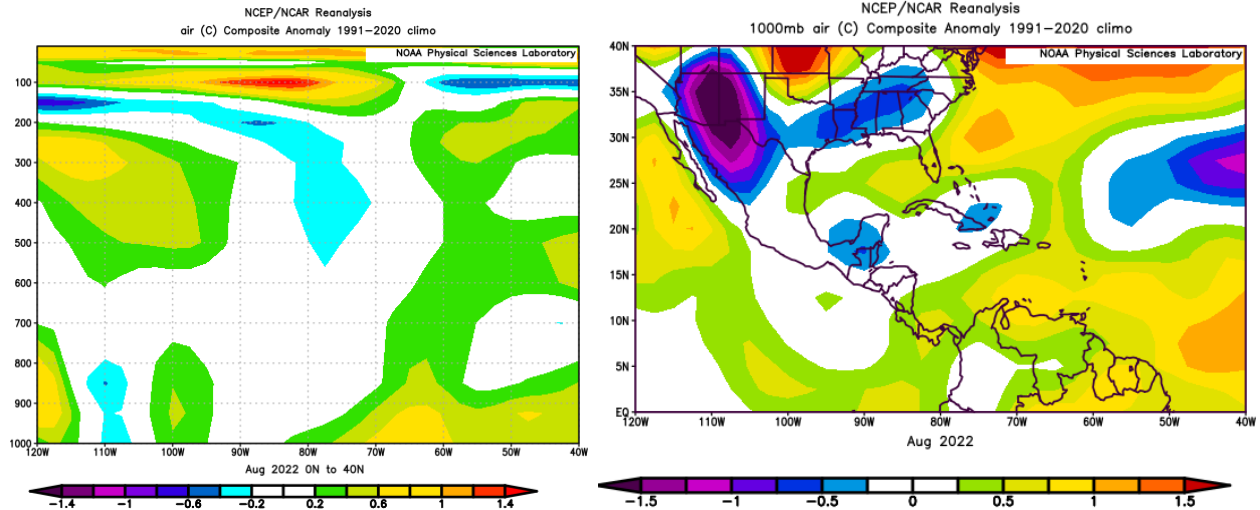 NCEP/NCAR Reanalysis
air (C) Composite Anomaly 1991-2020 climo
NOAA Physical Sciences Laboratory
100
200
300
400
500
600
700
800
900
1000
120W 110W 100W 90W 80W 70W 60W 50W 40W
Aug 2022 0N to 40N
-1.4 -1 -0.6 -0.2 0.2 0.6 1 1.4
NCEP/NCAR Reanalysis
1000mb air (C) Composite Anomaly 1991-2020 climo
NOAA Physical Sciences Laboratory
40N
35N
30N
25N
20N
15N
10N
5N
EQ
120W 110W 100W 90W 80W 70W 60W 50W 40W
Aug 2022
-1.5 -1 -0.5 0 0.5 1 1.5